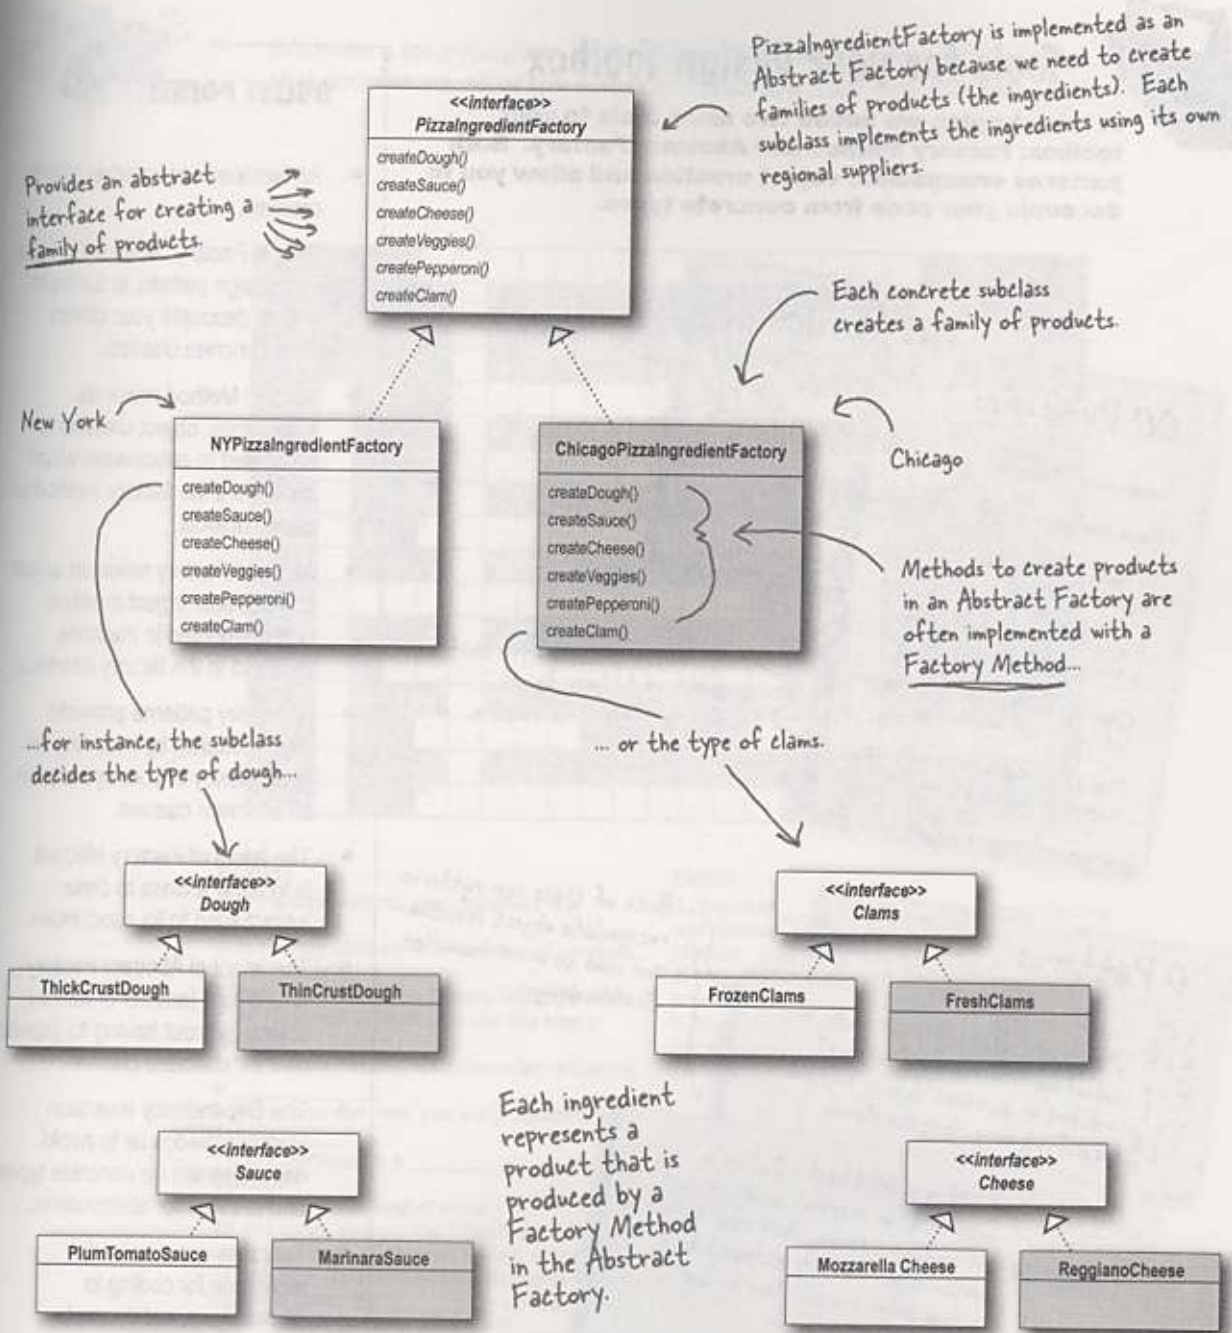 PizzaIngredientFactory is implemented as an
Abstract Factory because we need to create
families of products (the ingredients). Each
subclass implements the ingredients using its own
regional suppliers.
<<interface>>
PizzaIngredientFactory
createDough()
createSauce()
createCheese()
createVeggies()
createPepperoni()
createClam()
Provides an abstract
interface for creating a
family of products.
Each concrete subclass
creates a family of products.
New York
NYPizzaIngredientFactory
createDough()
createSauce()
createCheese()
createVeggies()
createPepperoni()
createClam()
ChicagoPizzaIngredientFactory
createDough()
createSauce()
createCheese()
createVeggies()
createPepperoni()
createClam()
Chicago
Methods to create products
in an Abstract Factory are
often implemented with a
Factory Method...
...for instance, the subclass
decides the type of dough...
... or the type of clams.
<<interface>>
Dough
ThickCrustDough
ThinCrustDough
<<interface>>
Clams
FrozenClams
FreshClams
Each ingredient
represents a
product that is
produced by a
Factory Method
in the Abstract
Factory.
<<interface>>
Sauce
PlumTomatoSauce
MarinaraSauce
<<interface>>
Cheese
Mozzarella Cheese
ReggianoCheese